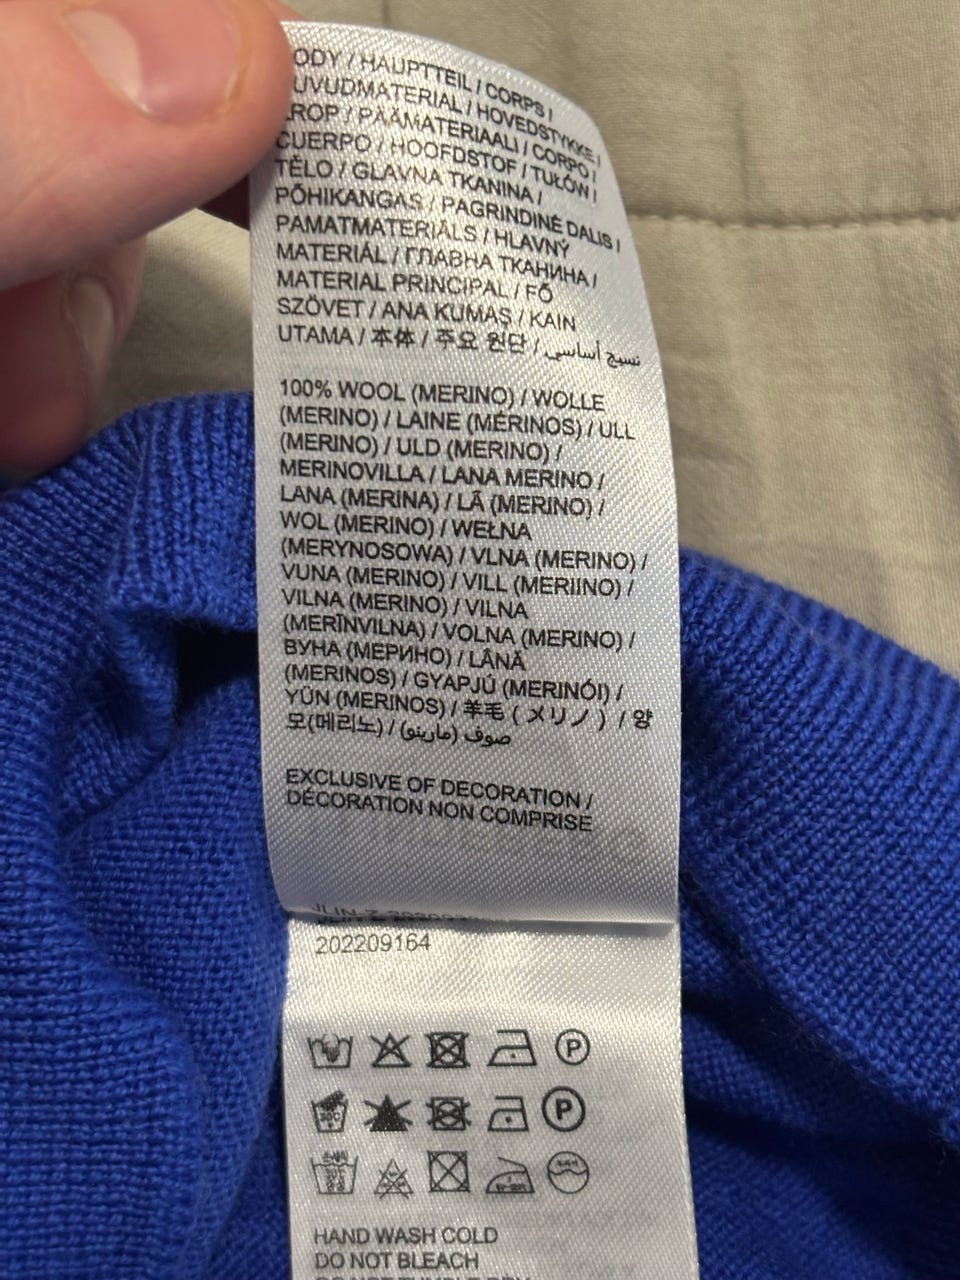 ODY / HAUPTTEIL / CORPS /
UVUDMATERIAL / HOVEDSTYKKE /
ROP / PÄÄMATERIAALI / CORPO /
CUERPO / HOOFDSTOF / TUŁÓW /
TĚLO / GLAVNA TKANINA /
PÕHIKANGAS / PAGRINDINĖ DALIS /
PAMATMATERIĀLS / HLAVNÝ
MATERIÁL / ГЛАВНА ТКАНИНА /
MATERIAL PRINCIPAL / FŐ
SZÖVET / ANA KUMAŞ / KAIN
UTAMA / 本体 / 주요 원단 / نسيج أساسي
100% WOOL (MERINO) / WOLLE
(MERINO) / LAINE (MÉRINOS) / ULL
(MERINO) / ULD (MERINO) /
MERINOVILLA / LANA MERINO /
LANA (MERINA) / LÃ (MERINO) /
WOL (MERINO) / WEŁNA
(MERYNOSOWA) / VLNA (MERINO) /
VUNA (MERINO) / VILL (MERIINO) /
VILNA (MERINO) / VILNA
(MERĪNVILNA) / VOLNA (MERINO) /
ВУНА (МЕРИНО) / LÂNĂ
(MERINOS) / GYAPJÚ (MERINÓI) /
YÜN (MERINOS) / 羊毛 ( メリノ ) / 양
모(메리노) / صوف (مارينو)
EXCLUSIVE OF DECORATION /
DÉCORATION NON COMPRISE
202209164
P
P
HAND WASH COLD
DO NOT BLEACH